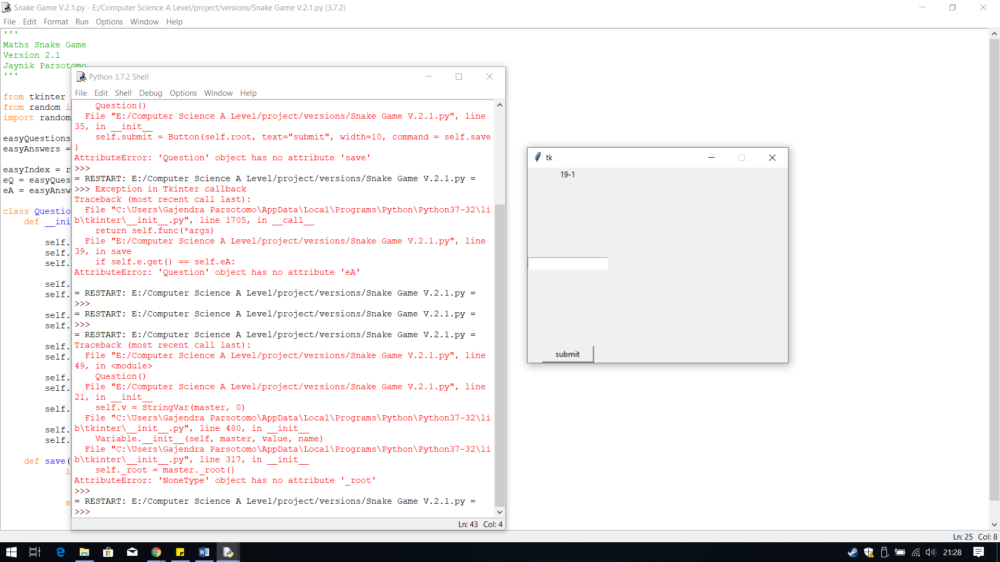 Snake Game V.2.1.py - E:/Computer Science A Level/project/versions/Snake Game V.2.1.py (3.7.2)
File Edit Format Run Options Window Help
'''
Maths Snake Game
Version 2.1
Jaynik Parsotomo
'''
from tkinter
from random i
import random
easyQuestions
easyAnswers =
easyIndex = r
eQ = easyQues
eA = easyAnsw
class Questio
def __ini
self.
self.
self.
self.
self.
self.
self.
self.
self.
self.
self.
self.
self.
self.
def save(
i
e
Python 3.7.2 Shell
File Edit Shell Debug Options Window Help
Question()
File "E:/Computer Science A Level/project/versions/Snake Game V.2.1.py", line
35, in __init__
self.submit = Button(self.root, text="submit", width=10, command = self.save
)
AttributeError: 'Question' object has no attribute 'save'
>>>
= RESTART: E:/Computer Science A Level/project/versions/Snake Game V.2.1.py =
>>> Exception in Tkinter callback
Traceback (most recent call last):
File "C:\Users\Gajendra Parsotomo\AppData\Local\Programs\Python\Python37-32\li
b\tkinter\__init__.py", line 1705, in __call__
return self.func(*args)
File "E:/Computer Science A Level/project/versions/Snake Game V.2.1.py", line
39, in save
if self.e.get() == self.eA:
AttributeError: 'Question' object has no attribute 'eA'
= RESTART: E:/Computer Science A Level/project/versions/Snake Game V.2.1.py =
>>>
= RESTART: E:/Computer Science A Level/project/versions/Snake Game V.2.1.py =
>>>
= RESTART: E:/Computer Science A Level/project/versions/Snake Game V.2.1.py =
Traceback (most recent call last):
File "E:/Computer Science A Level/project/versions/Snake Game V.2.1.py", line
49, in <module>
Question()
File "E:/Computer Science A Level/project/versions/Snake Game V.2.1.py", line
21, in __init__
self.v = StringVar(master, 0)
File "C:\Users\Gajendra Parsotomo\AppData\Local\Programs\Python\Python37-32\li
b\tkinter\__init__.py", line 480, in __init__
Variable.__init__(self, master, value, name)
File "C:\Users\Gajendra Parsotomo\AppData\Local\Programs\Python\Python37-32\li
b\tkinter\__init__.py", line 317, in __init__
self._root = master._root()
AttributeError: 'NoneType' object has no attribute '_root'
>>>
= RESTART: E:/Computer Science A Level/project/versions/Snake Game V.2.1.py =
>>>
Ln: 43 Col: 4
tk
19-1
submit
Ln: 25 Col: 8
21:28